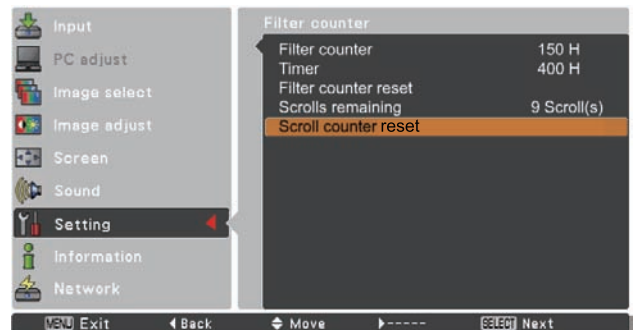 Input
PC adjust
Image select
Image adjust
Screen
Sound
Setting
Information
Network
Filter counter
Filter counter 150 H
Timer 400 H
Filter counter reset
Scrolls remaining 9 Scroll(s)
Scroll counter reset
MENU Exit Back Move ----- SELECT Next